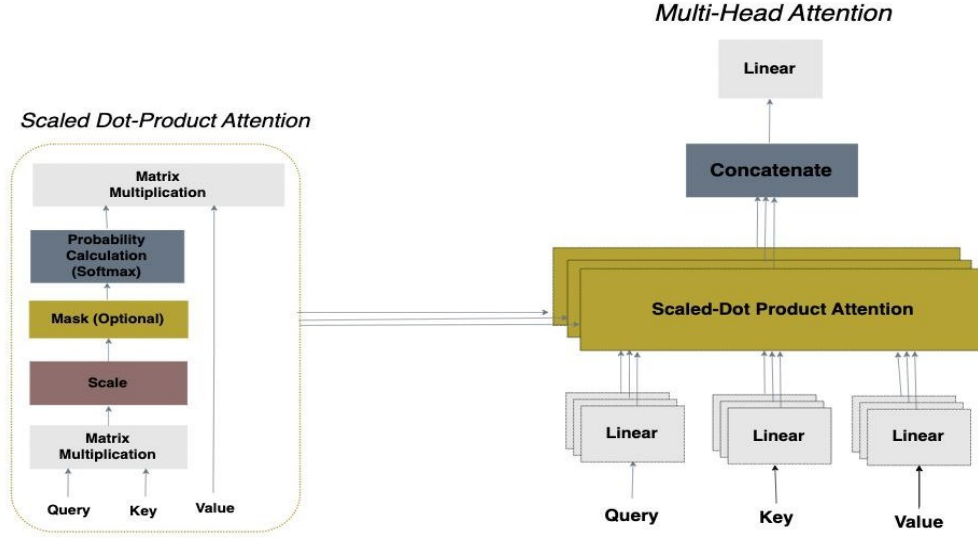 Multi-Head Attention
Linear
Scaled Dot-Product Attention
Matrix
Multiplication
Concatenate
Probability
Calculation
(Softmax)
Mask (Optional)
Scaled-Dot Product Attention
Scale
Matrix
Multiplication
Linear
Linear
Linear
Query
Key
Value
Query
Key
Value